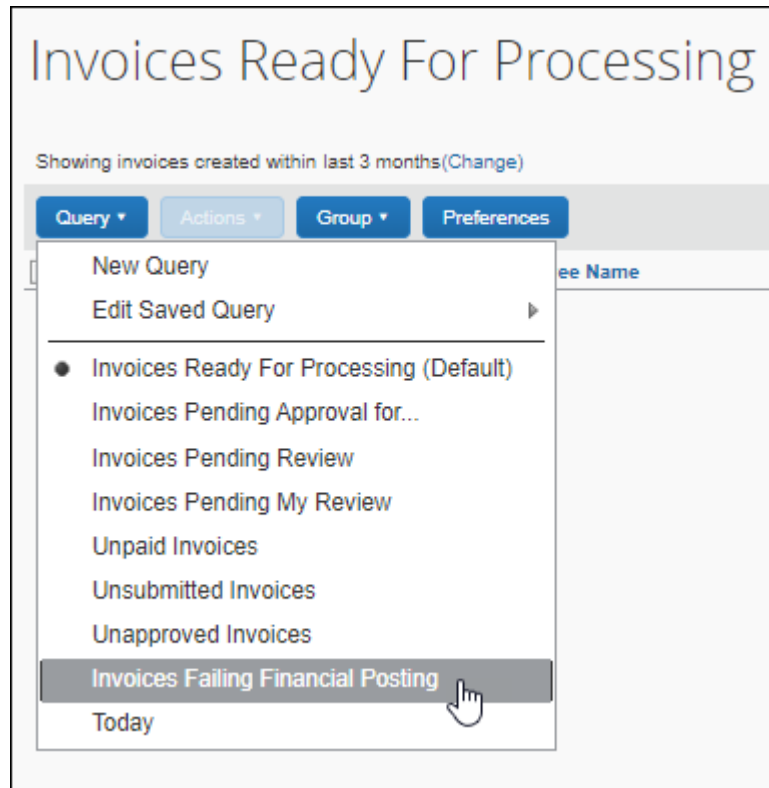 Invoices Ready For Processing
Showing invoices created within last 3 months(Change)
Query Actions Group Preferences
ee Name
New Query
Edit Saved Query
Invoices Ready For Processing (Default)
Invoices Pending Approval for...
Invoices Pending Review
Invoices Pending My Review
Unpaid Invoices
Unsubmitted Invoices
Unapproved Invoices
Invoices Failing Financial Posting
Today